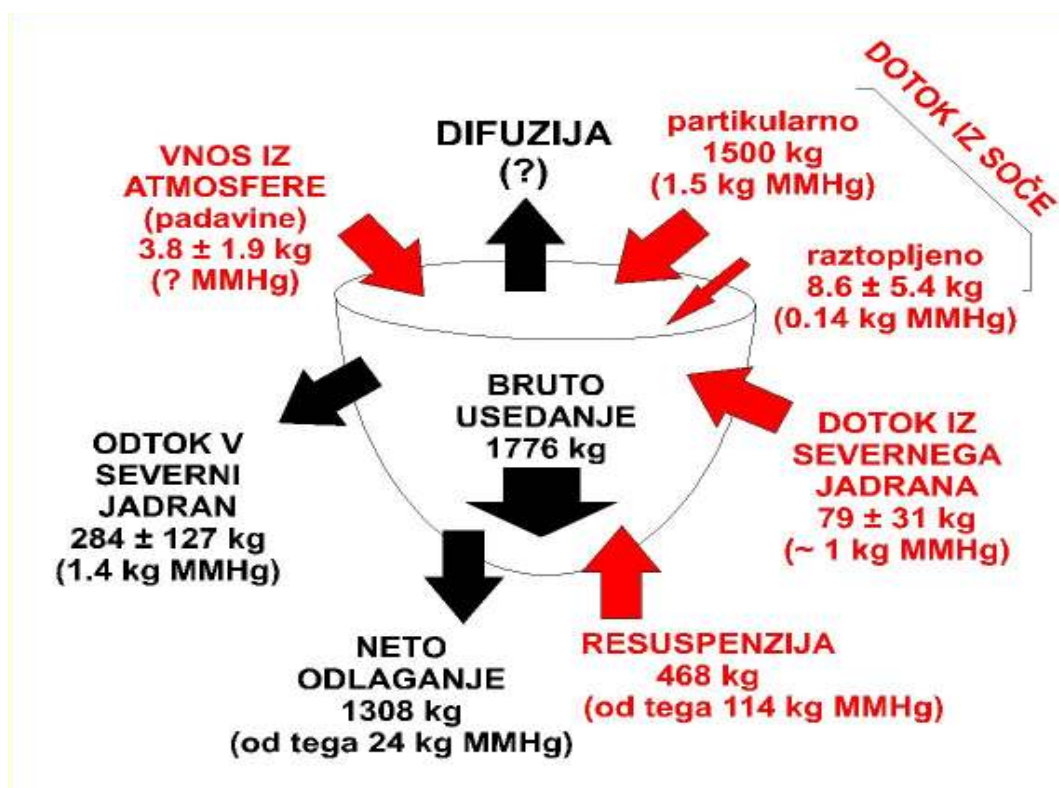 DOTOK IZ SOČE
DIFUZIJA
(?)
partikularno
1500 kg
(1.5 kg MMHg)
VNOS IZ
ATMOSFERE
(padavine)
3.8 ± 1.9 kg
(? MMHg)
raztopljeno
8.6 ± 5.4 kg
(0.14 kg MMHg)
BRUTO
USEDANJE
1776 kg
ODTOK V
SEVERNI
JADRAN
284 ± 127 kg
(1.4 kg MMHg)
DOTOK IZ
SEVERNEGA
JADRANA
79 ± 31 kg
(~ 1 kg MMHg)
NETO
ODLAGANJE
1308 kg
(od tega 24 kg MMHg)
RESUSPENZIJA
468 kg
(od tega 114 kg MMHg)